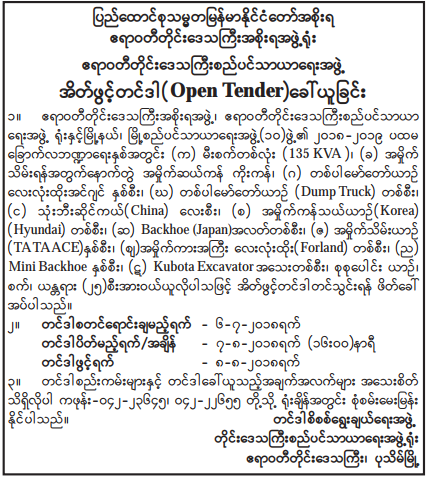 ပြည်ထောင်စုသမ္မတမြန်မာနိုင်ငံတော်အစိုးရ
ဧရာဝတီတိုင်းဒေသကြီးအစိုးရအဖွဲ့ရုံး
ဧရာဝတီတိုင်းဒေသကြီးစည်ပင်သာယာရေးအဖွဲ့
အိတ်ဖွင့်တင်ဒါ(Open Tender)ခေါ်ယူခြင်း
၁။ ဧရာဝတီတိုင်းဒေသကြီးအစိုးရအဖွဲ့၊ ဧရာဝတီတိုင်းဒေသကြီးစည်ပင်သာယာ
ရေးအဖွဲ့ ရုံးနှင့်မြို့နယ်၊ မြို့စည်ပင်သာယာရေးအဖွဲ့(၁၀)ဖွဲ့၏ ၂၀၁၈-၂၀၁၉ ပထမ
ခြောက်လဘဏ္ဍာရေးနှစ်အတွင်း (က) မီးစက်တစ်လုံး (135 KVA )၊ (ခ) အမှိုက်
သိမ်းရန်အတွက်နောက်တွဲ အမှိုက်ဆယ်ကန် ကိုးကန်၊ (ဂ) တစ်ပါမော်တော်ယာဉ်
လေးလုံးထိုးအင်ဂျင် နှစ်စီး၊ (ဃ) တစ်ပါမော်တော်ယာဉ် (Dump Truck) တစ်စီး၊
(င) သုံးဘီးဆိုင်ကယ်(China) လေးစီး၊ (စ) အမှိုက်ကန်သယ်ယာဉ်(Korea)
(Hyundai) တစ်စီး၊ (ဆ) Backhoe (Japan)အလတ်တစ်စီး၊ (ဇ) အမှိုက်သိမ်းယာဉ်
(TATAACE)နှစ်စီး၊ (ဈ)အမှိုက်ကားအကြီး လေးလုံးထိုး(Forland) တစ်စီး၊ (ည)
Mini Backhoe နှစ်စီး၊ (ဋ္ဌ) Kubota Excavator အသေးတစ်စီး၊ စုစုပေါင်း ယာဉ်၊
စက်၊ ယန္တရား (၂၅)စီးအားဝယ်ယူလိုပါသဖြင့် အိတ်ဖွင့်တင်ဒါတင်သွင်းရန် ဖိတ်ခေါ်
အပ်ပါသည်။
၂။ တင်ဒါစတင်ရောင်းချမည့်ရက် - ၆-၇-၂၀၁၈ရက်
တင်ဒါပိတ်မည့်ရက်/အချိန် - ၇-၈-၂၀၁၈ရက် (၁၆း၀၀)နာရီ
တင်ဒါဖွင့်ရက် - ၈-၈-၂၀၁၈ရက်
၃။ တင်ဒါစည်းကမ်းများနှင့် တင်ဒါခေါ်ယူသည့်အချက်အလက်များ အသေးစိတ်
သိရှိလိုပါ ကဖုန်း-၀၄၂-၂၃၆၄၅၊ ၀၄၂-၂၂၆၅၅ တို့သို့ ရုံးချိန်အတွင်း စုံစမ်းမေးမြန်း
နိုင်ပါသည်။ တင်ဒါစိစစ်ရွေးချယ်ရေးအဖွဲ့
တိုင်းဒေသကြီးစည်ပင်သာယာရေးအဖွဲ့ရုံး
ဧရာဝတီတိုင်းဒေသကြီး၊ ပုသိမ်မြို့